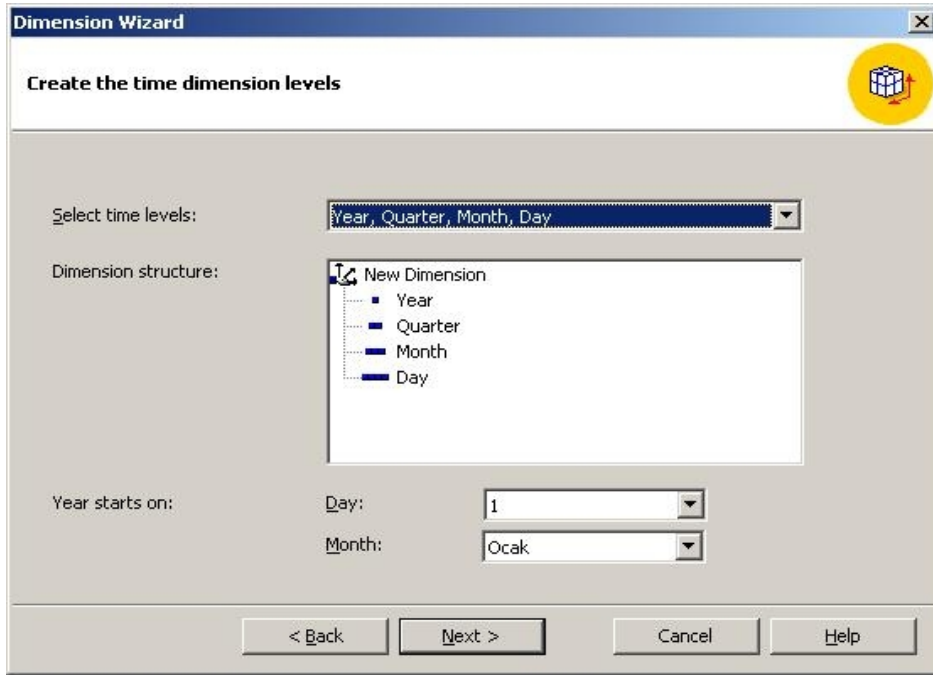 Dimension Wizard
Create the time dimension levels
Select time levels: Year, Quarter, Month, Day
Dimension structure: New Dimension
Year
Quarter
Month
Day
Year starts on: Day: 1
Month: Ocak
< Back Next > Cancel Help